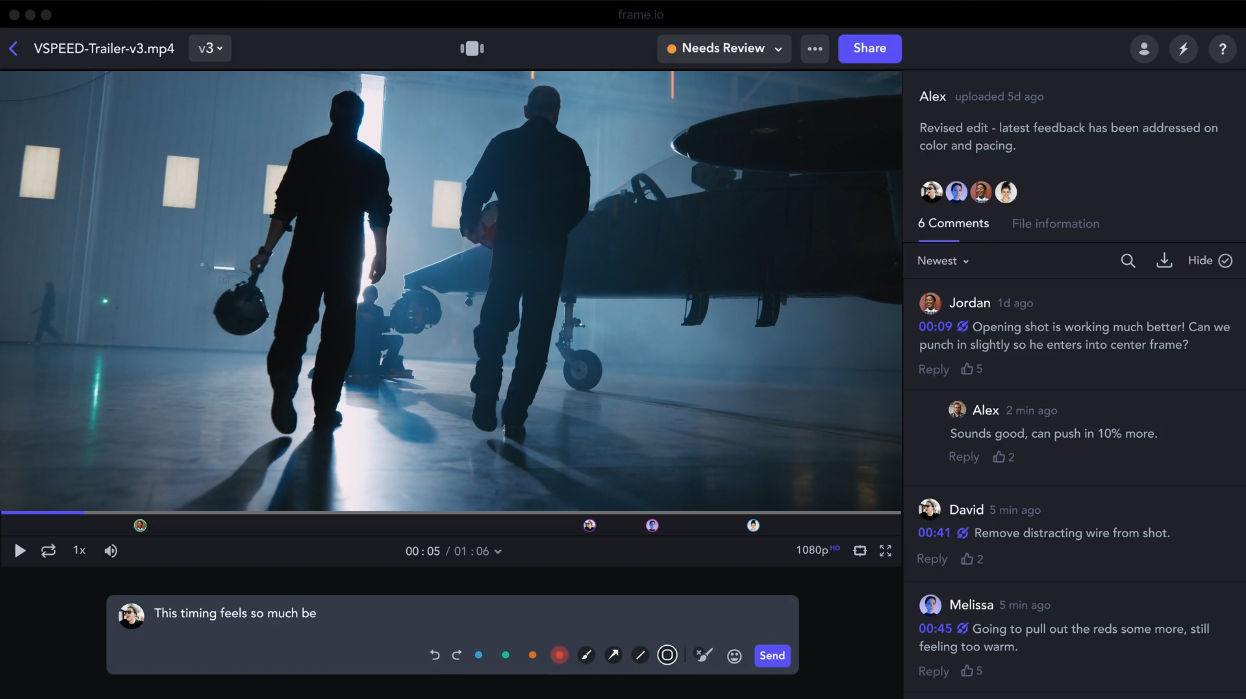 frame.io
VSPEED-Trailer-v3.mp4
v3
Needs Review
Share
?
Alex uploaded 5d ago
Revised edit - latest feedback has been addressed on
color and pacing.
6 Comments File information
Newest
Hide
Jordan 1d ago
00:09 Opening shot is working much better! Can we
punch in slightly so he enters into center frame?
Reply 5
Alex 2 min ago
Sounds good, can push in 10% more.
Reply 2
David 5 min ago
00:41 Remove distracting wire from shot.
Reply 2
Melissa 5 min ago
00:45 Going to pull out the reds some more, still
feeling too warm.
Reply 5
1x
00:05 / 01:06
1080p HD
This timing feels so much be
Send